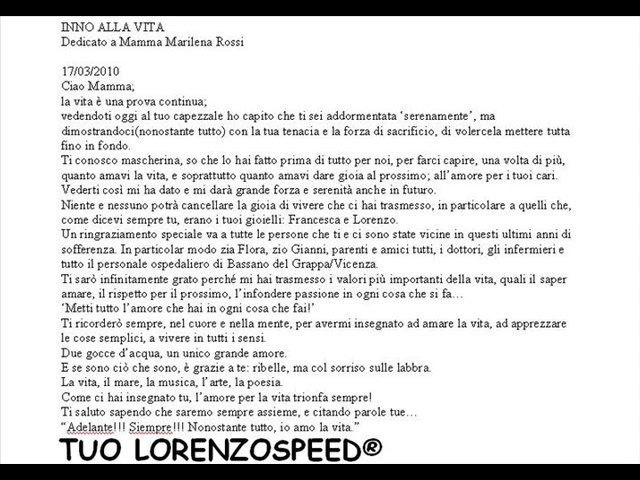 INNO ALLA VITA
Dedicato a Mamma Marilena Rossi
17/03/2010
Ciao Mamma;
la vita è una prova continua;
vedendoti oggi al tuo capezzale ho capito che ti sei addormentata ‘serenamente’, ma
dimostrandoci(nonostante tutto) con la tua tenacia e la forza di sacrificio, di volercela mettere tutta
fino in fondo.
Ti conosco mascherina, so che lo hai fatto prima di tutto per noi, per farci capire, una volta di più,
quanto amavi la vita, e soprattutto quanto amavi dare gioia al prossimo; all’amore per i tuoi cari.
Vederti così mi ha dato e mi darà grande forza e serenità anche in futuro.
Niente e nessuno potrà cancellare la gioia di vivere che ci hai trasmesso, in particolare a quelli che,
come dicevi sempre tu, erano i tuoi gioielli: Francesca e Lorenzo.
Un ringraziamento speciale va a tutte le persone che ti e ci sono state vicine in questi ultimi anni di
sofferenza. In particolar modo zia Flora, zio Gianni, parenti e amici tutti, i dottori, gli infermieri e
tutto il personale ospedaliero di Bassano del Grappa/Vicenza.
Ti sarò infinitamente grato perché mi hai trasmesso i valori più importanti della vita, quali il saper
amare, il rispetto per il prossimo, l’infondere passione in ogni cosa che si fa…
‘Metti tutto l’amore che hai in ogni cosa che fai!’
Ti ricorderò sempre, nel cuore e nella mente, per avermi insegnato ad amare la vita, ad apprezzare
le cose semplici, a vivere in tutti i sensi.
Due gocce d’acqua, un unico grande amore.
E se sono ciò che sono, è grazie a te: ribelle, ma col sorriso sulle labbra.
La vita, il mare, la musica, l’arte, la poesia.
Come ci hai insegnato tu, l’amore per la vita trionfa sempre!
Ti saluto sapendo che saremo sempre assieme, e citando parole tue…
“Adelante!!! Siempre!!! Nonostante tutto, io amo la vita.”
TUO LORENZOSPEED®